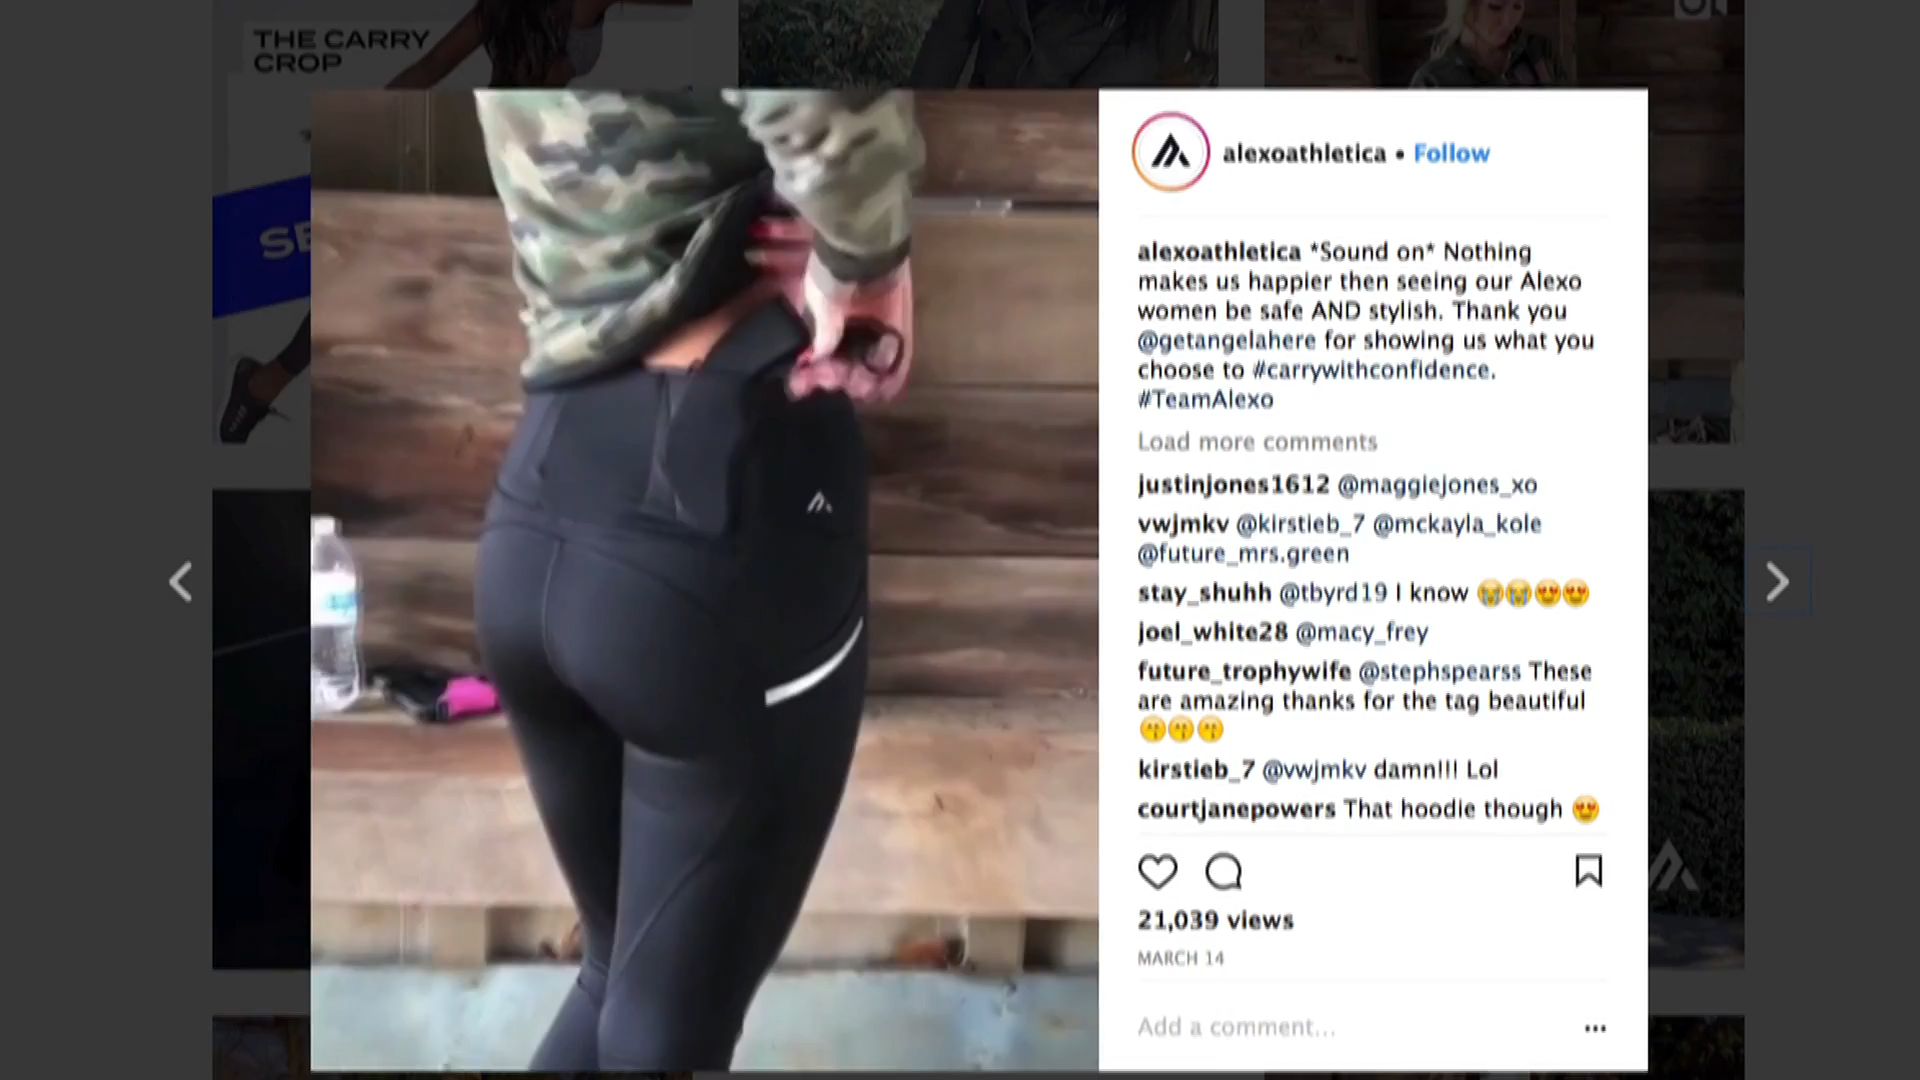 THE CARRY
CROP
SE
alexoathletica • Follow
alexoathletica *Sound on* Nothing
makes us happier then seeing our Alexo
women be safe AND stylish. Thank you
@getangelahere for showing us what you
choose to #carrywithconfidence.
#TeamAlexo
Load more comments
justinjones1612 @maggiejones_xo
vwjmkv @kirstieb_7 @mckayla_kole
@future_mrs.green
stay_shuhh @tbyrd19 I know 😭😭😍😍
joel_white28 @macy_frey
future_trophywife @stephspearss These
are amazing thanks for the tag beautiful
😙😙😙
kirstieb_7 @vwjmkv damn!!! Lol
courtjanepowers That hoodie though 😍
21,039 views
MARCH 14
Add a comment...